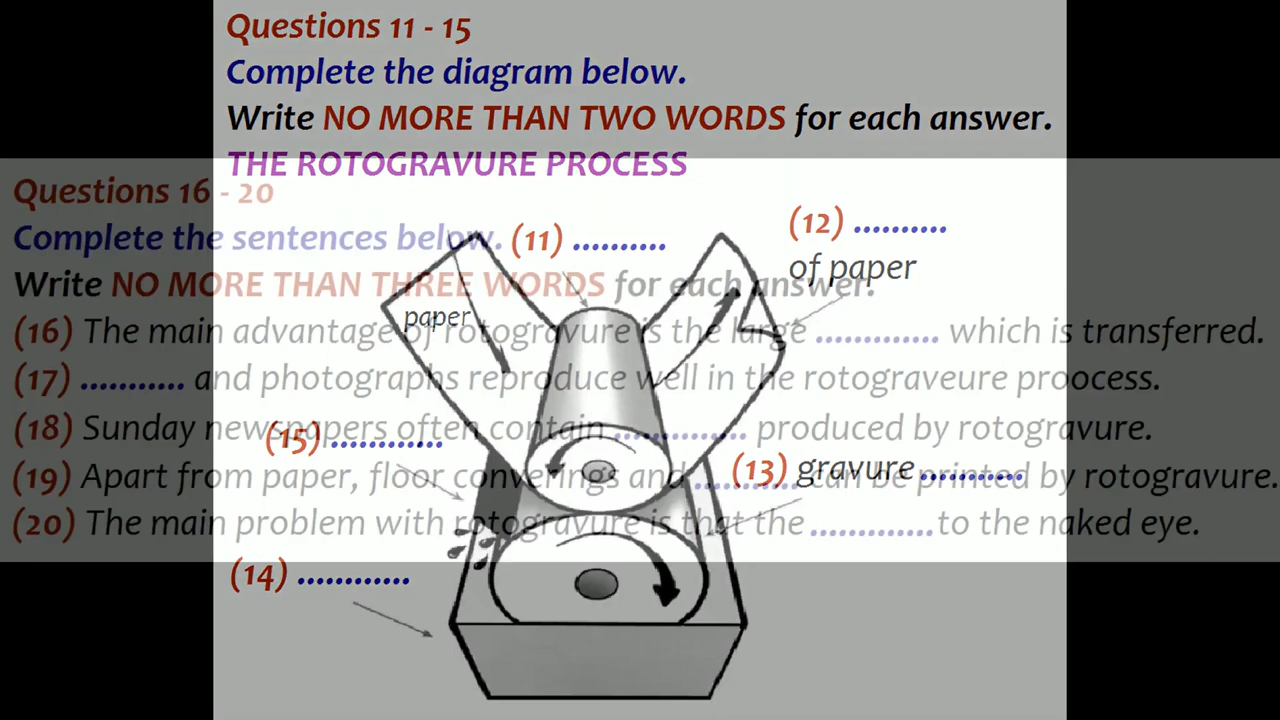 Questions 11 - 15
Complete the diagram below.
Write NO MORE THAN TWO WORDS for each answer.
THE ROTOGRAVURE PROCESS
(11) ..........
(12) ..........
of paper
paper
(15) ............
(13) gravure ...........
(14) ............
Questions 16 - 20
Complete the sentences below.
Write NO MORE THAN THREE WORDS for each answer.
(16) The main advantage of rotogravure is the large ............. which is transferred.
(17) ........... and photographs reproduce well in the rotograveure proocess.
(18) Sunday newspapers often contain .............. produced by rotogravure.
(19) Apart from paper, floor converings and ........... can be printed by rotogravure.
(20) The main problem with rotogravure is that the ............. to the naked eye.